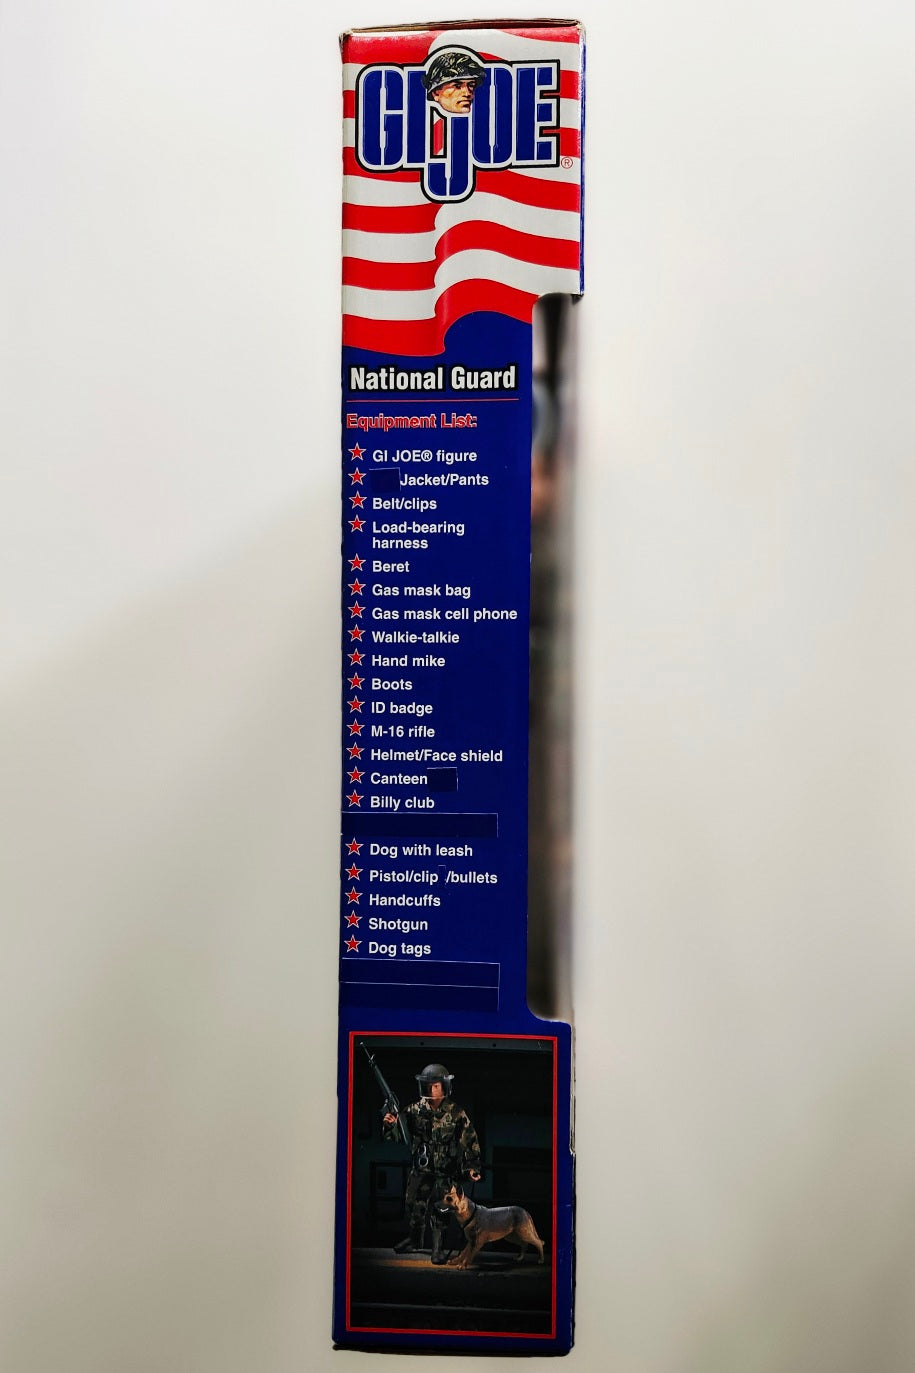 GI JOE®
National Guard
Equipment List:
GI JOE® figure
Jacket/Pants
Belt/clips
Load-bearing
harness
Beret
Gas mask bag
Gas mask cell phone
Walkie-talkie
Hand mike
Boots
ID badge
M-16 rifle
Helmet/Face shield
Canteen
Billy club
Dog with leash
Pistol/clip /bullets
Handcuffs
Shotgun
Dog tags